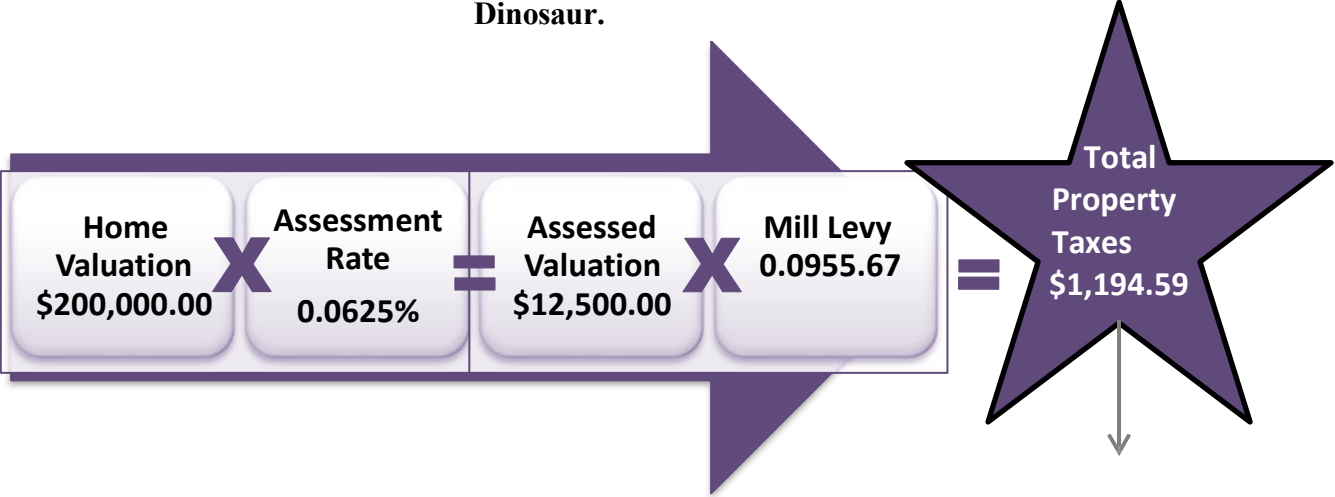 Dinosaur.
Home
Valuation
$200,000.00
X
Assessment
Rate
0.0625%
=
Assessed
Valuation
$12,500.00
X
Mill Levy
0.0955.67
=
Total
Property
Taxes
$1,194.59